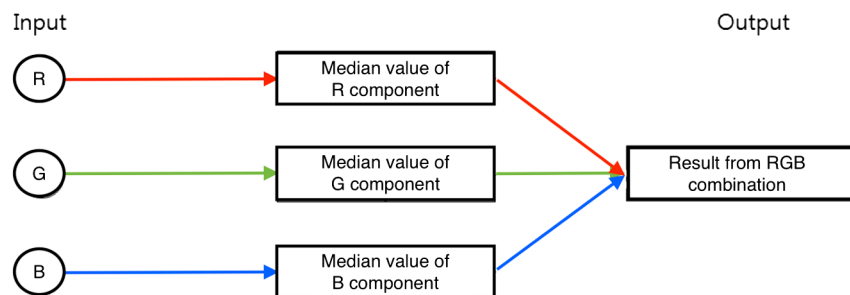 Input
Output
R
Median value of
R component
G
Median value of
G component
Result from RGB
combination
B
Median value of
B component